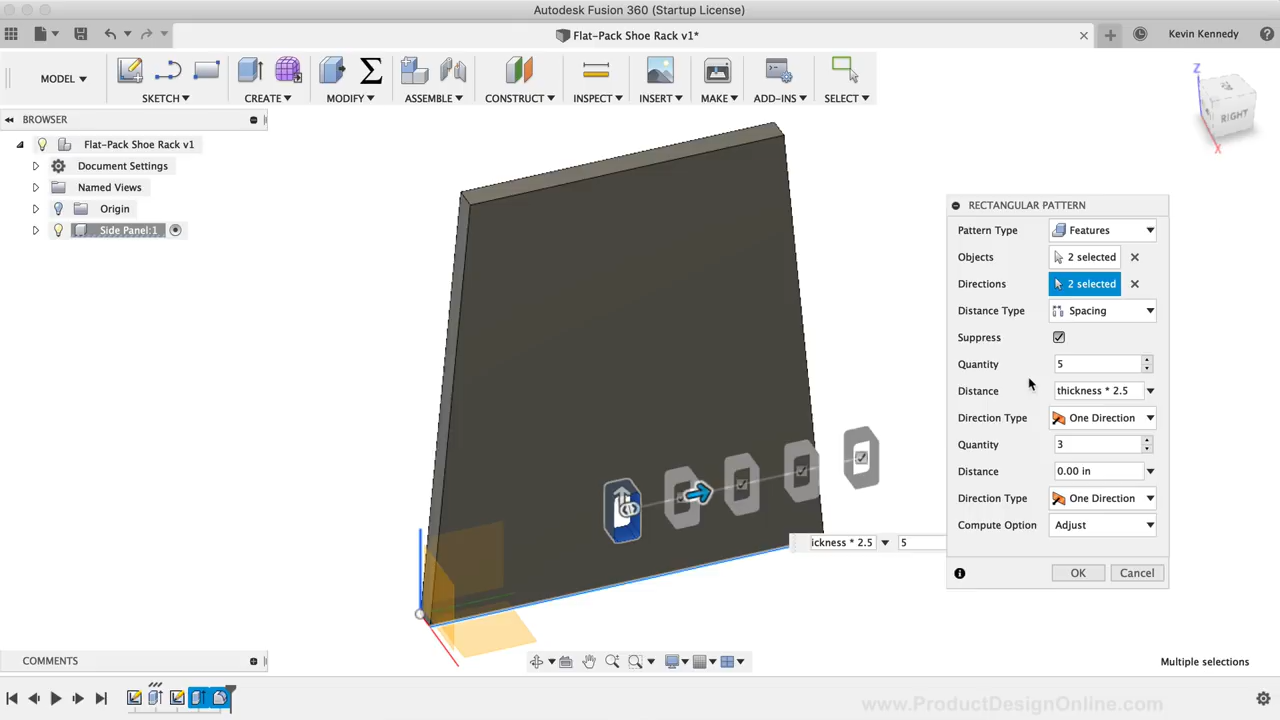 Autodesk Fusion 360 (Startup License)
Flat-Pack Shoe Rack v1*
Kevin Kennedy
MODEL
SKETCH
CREATE
MODIFY
ASSEMBLE
CONSTRUCT
INSPECT
INSERT
MAKE
ADD-INS
SELECT
Z
RIGHT
X
BROWSER
Flat-Pack Shoe Rack v1
Document Settings
Named Views
Origin
Side Panel:1
RECTANGULAR PATTERN
Pattern Type Features
Objects 2 selected
Directions 2 selected
Distance Type Spacing
Suppress
Quantity 5
Distance thickness * 2.5
Direction Type One Direction
Quantity 3
Distance 0.00 in
Direction Type One Direction
Compute Option Adjust
OK Cancel
ickness * 2.5 5
COMMENTS
Multiple selections
www.ProductDesignOnline.com